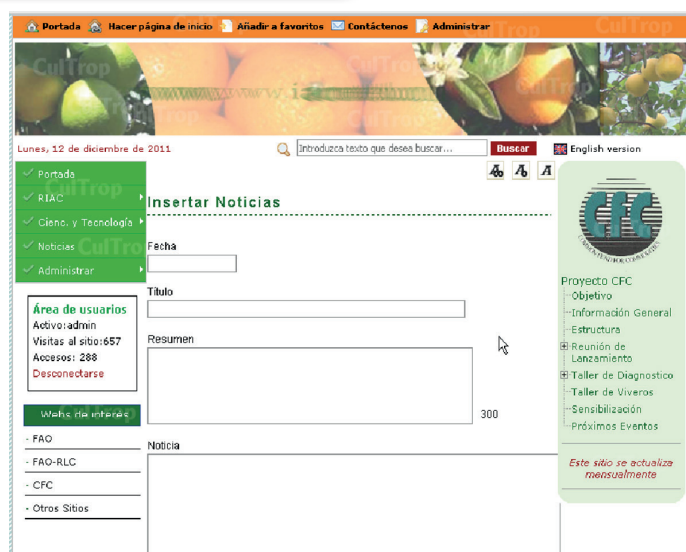 Portada Hacer página de inicio Añadir a favoritos Contáctenos Administrar
CulTrop
Lunes, 12 de diciembre de 2011
Introduzca texto que desea buscar...
Buscar
English version
Portada
RIAC
Cienc. y Tecnología
Noticias
Administrar
Área de usuarios
Activo:admin
Visitas al sitio:657
Accesos: 288
Desconectarse
Webs de interés
- FAO
- FAO-RLC
- CFC
- Otros Sitios
Insertar Noticias
Fecha
Título
Resumen
300
Noticia
A A A
CFC
COMMON FUND FOR COMMODITIES
Proyecto CFC
Objetivo
Información General
Estructura
Reunión de
Lanzamiento
Taller de Diagnostico
Taller de Viveros
Sensibilización
Próximos Eventos
Este sitio se actualiza
mensualmente